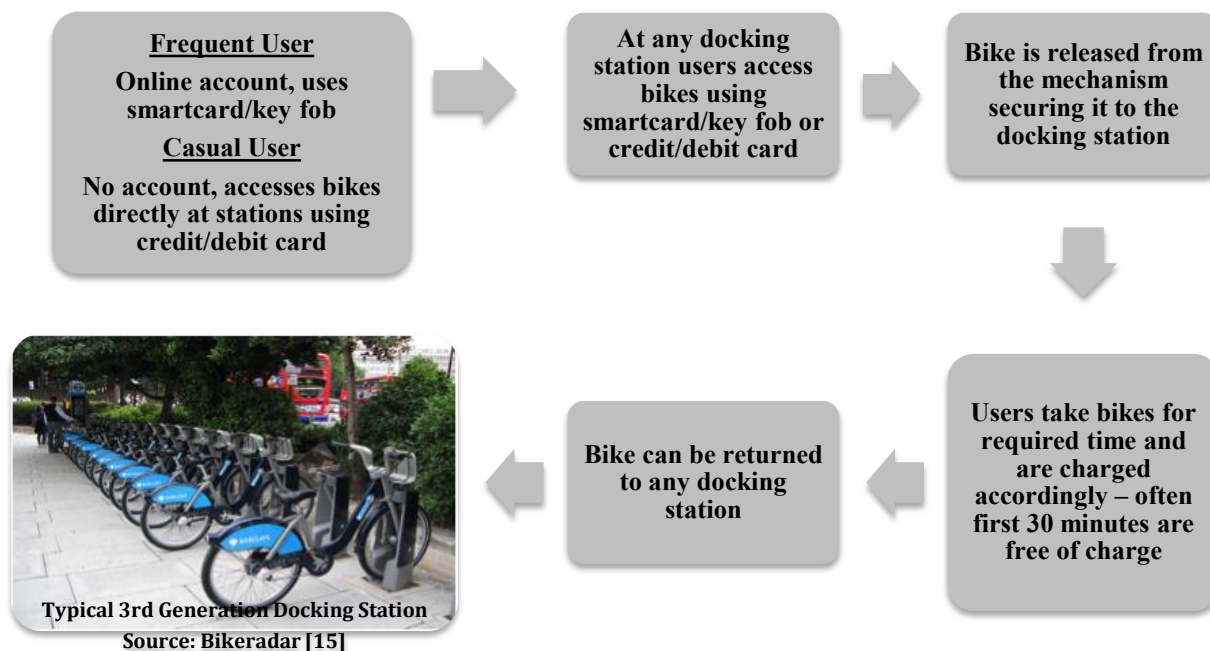 Frequent User
Online account, uses
smartcard/key fob
Casual User
No account, accesses bikes
directly at stations using
credit/debit card
At any docking
station users access
bikes using
smartcard/key fob or
credit/debit card
Bike is released from
the mechanism
securing it to the
docking station
Users take bikes for
required time and
are charged
accordingly – often
first 30 minutes are
free of charge
Bike can be returned
to any docking
station
BARCLAYS
Typical 3rd Generation Docking Station
Source: Bikeradar [15]